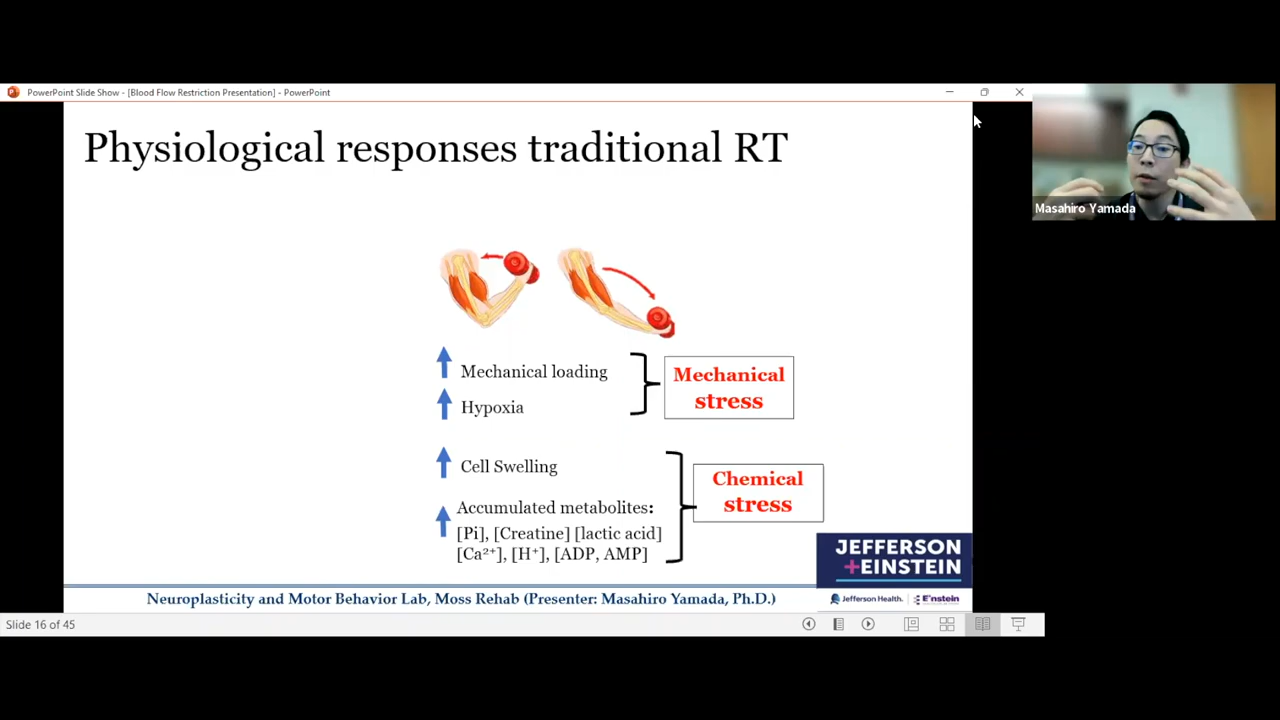 PowerPoint Slide Show - [Blood Flow Restriction Presentation] - PowerPoint
Physiological responses traditional RT
Masahiro Yamada
Mechanical loading
Hypoxia
Mechanical
stress
Cell Swelling
Accumulated metabolites:
[Pi], [Creatine] [lactic acid]
[Ca²⁺], [H⁺], [ADP, AMP]
Chemical
stress
JEFFERSON
+EINSTEIN
Neuroplasticity and Motor Behavior Lab, Moss Rehab (Presenter: Masahiro Yamada, Ph.D.)
Jefferson Health. | Einstein
Slide 16 of 45